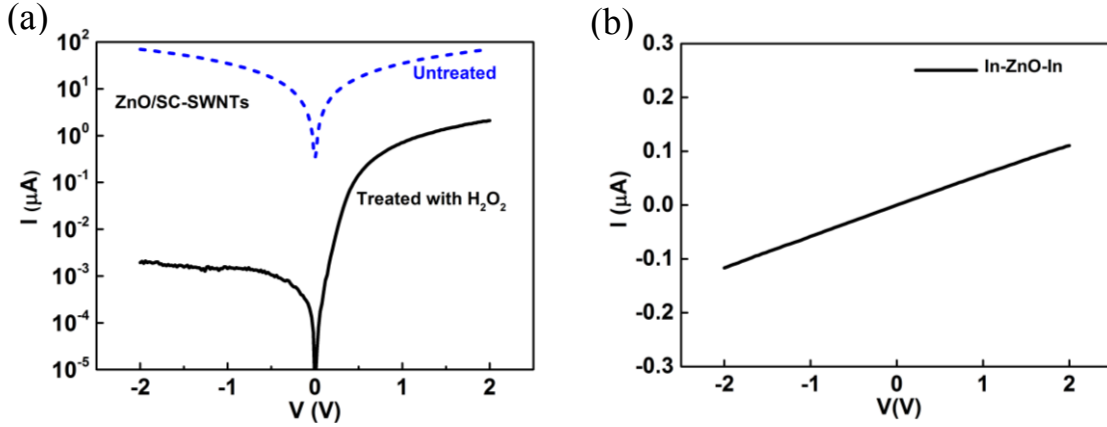 (a)
10²
10¹
10⁰
10⁻¹
10⁻²
10⁻³
10⁻⁴
10⁻⁵
I (μA)
Untreated
ZnO/SC-SWNTs
Treated with H₂O₂
-2 -1 0 1 2
V (V)
(b)
0.3
0.2
0.1
0.0
-0.1
-0.2
-0.3
I (μA)
In-ZnO-In
-2 -1 0 1 2
V(V)